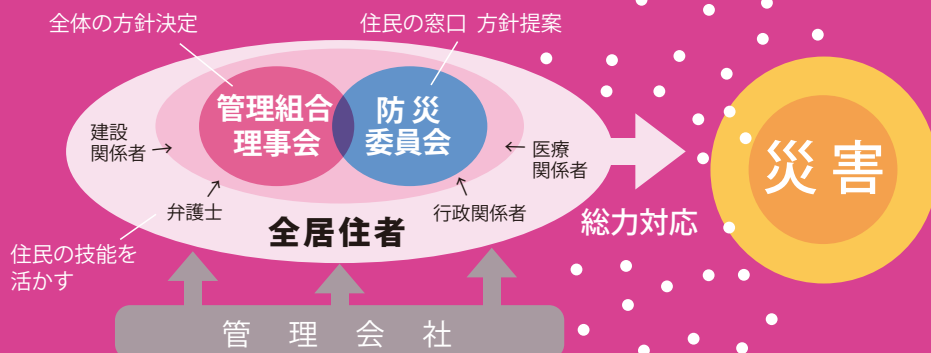 全体の方針決定
住民の窓口 方針提案
管理組合
理事会
防災
委員会
建設
関係者
医療
関係者
弁護士
行政関係者
全居住者
住民の技能を
活かす
総力対応
災害
管理会社